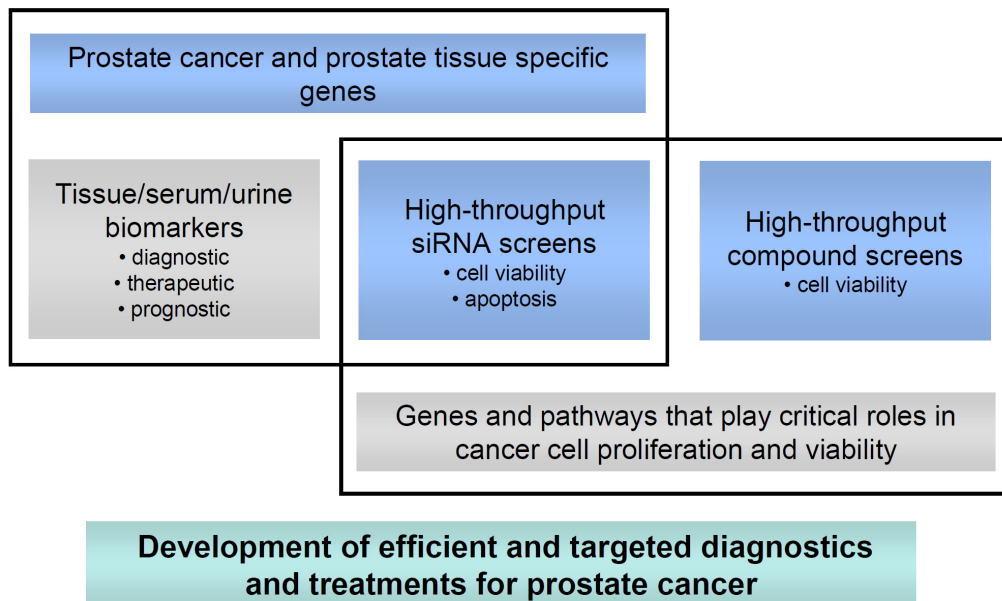 Prostate cancer and prostate tissue specific
genes
Tissue/serum/urine
biomarkers
• diagnostic
• therapeutic
• prognostic
High-throughput
siRNA screens
• cell viability
• apoptosis
High-throughput
compound screens
• cell viability
Genes and pathways that play critical roles in
cancer cell proliferation and viability
Development of efficient and targeted diagnostics
and treatments for prostate cancer